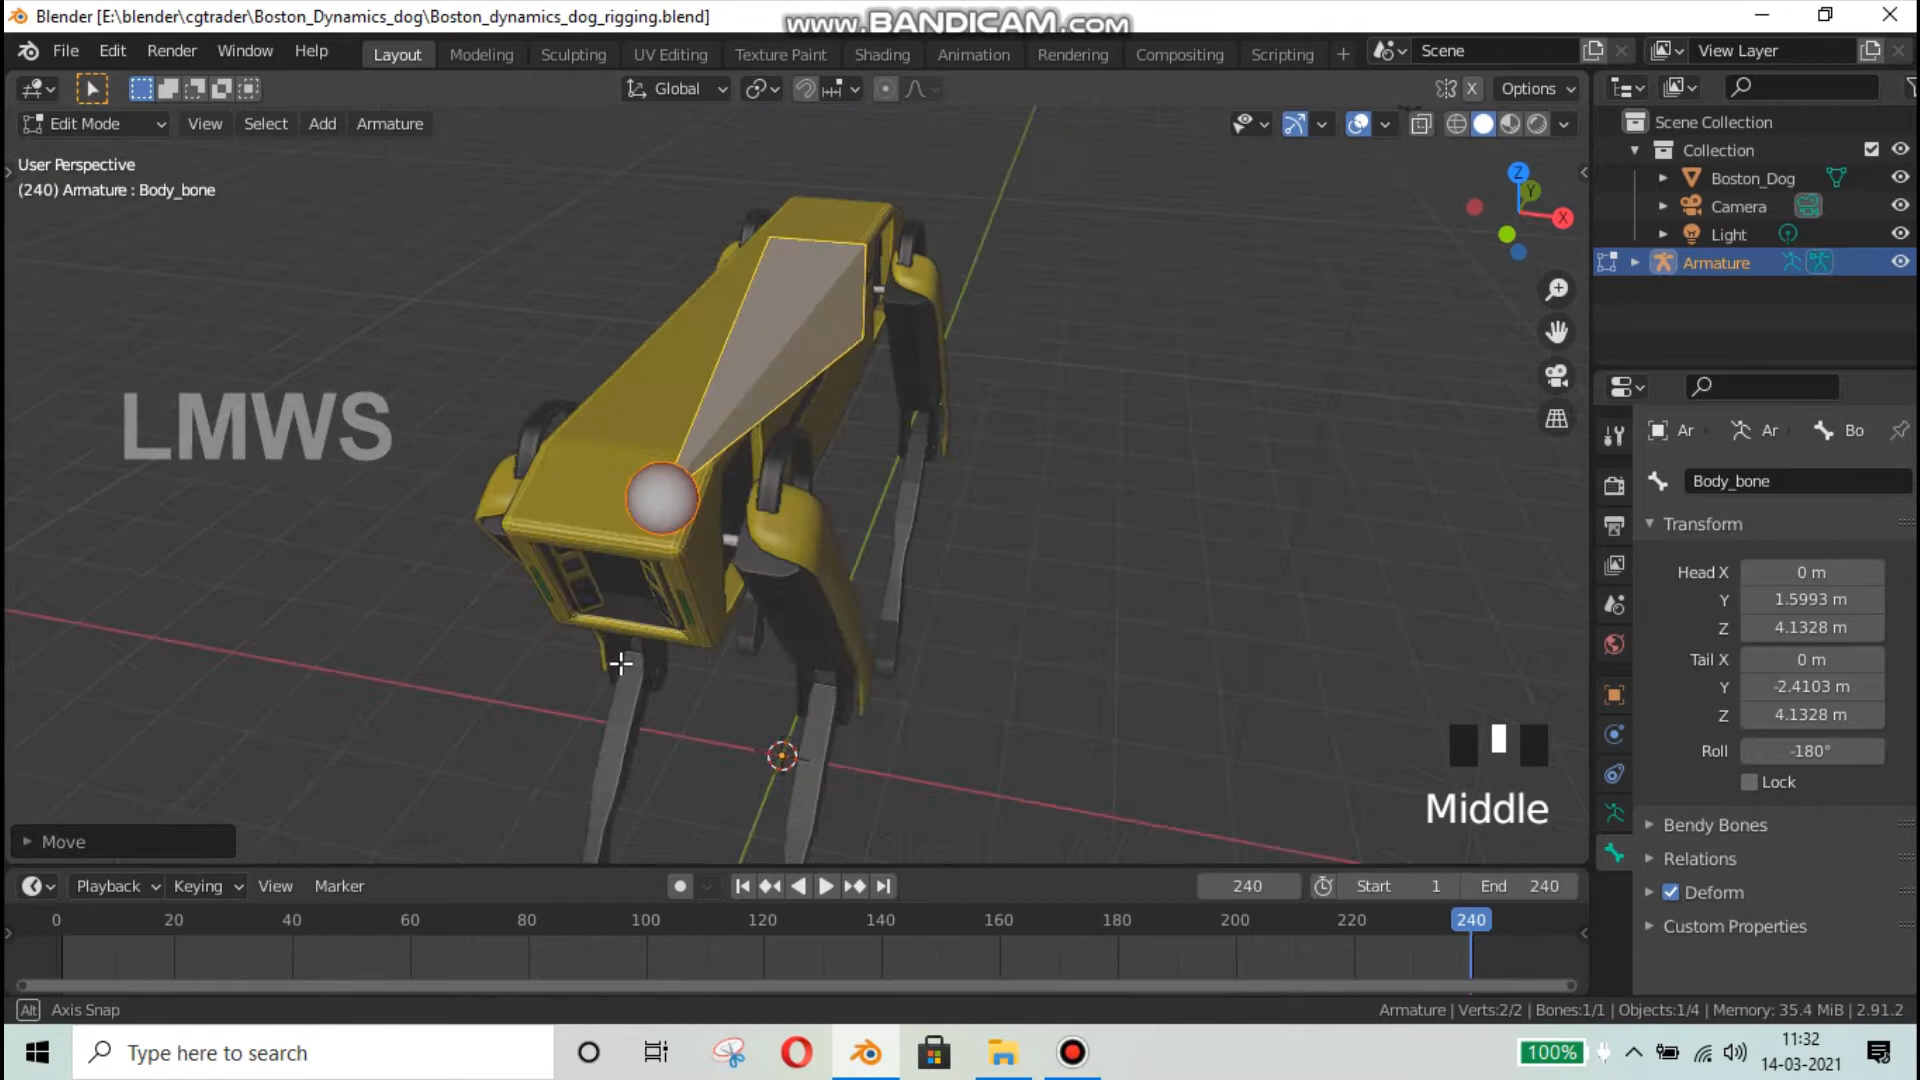 Blender [E:\blender\cgtrader\Boston_Dynamics_dog\Boston_dynamics_dog_rigging.blend]
www.BANDICAM.com
File Edit Render Window Help
Layout Modeling Sculpting UV Editing Texture Paint Shading Animation Rendering Compositing Scripting +
Scene
View Layer
Global
X
Options
Edit Mode View Select Add Armature
User Perspective
(240) Armature : Body_bone
Z
Y
X
LMWS
Middle
Move
Scene Collection
Collection
Boston_Dog
Camera
Light
Armature
Ar
Ar
Bo
Body_bone
Transform
Head X 0 m
Y 1.5993 m
Z 4.1328 m
Tail X 0 m
Y -2.4103 m
Z 4.1328 m
Roll -180°
Lock
Bendy Bones
Relations
Deform
Custom Properties
Playback Keying View Marker
240
Start 1 End 240
0 20 40 60 80 100 120 140 160 180 200 220 240
Alt Axis Snap
Armature | Verts:2/2 | Bones:1/1 | Objects:1/4 | Memory: 35.4 MiB | 2.91.2
Type here to search
100%
11:32
14-03-2021